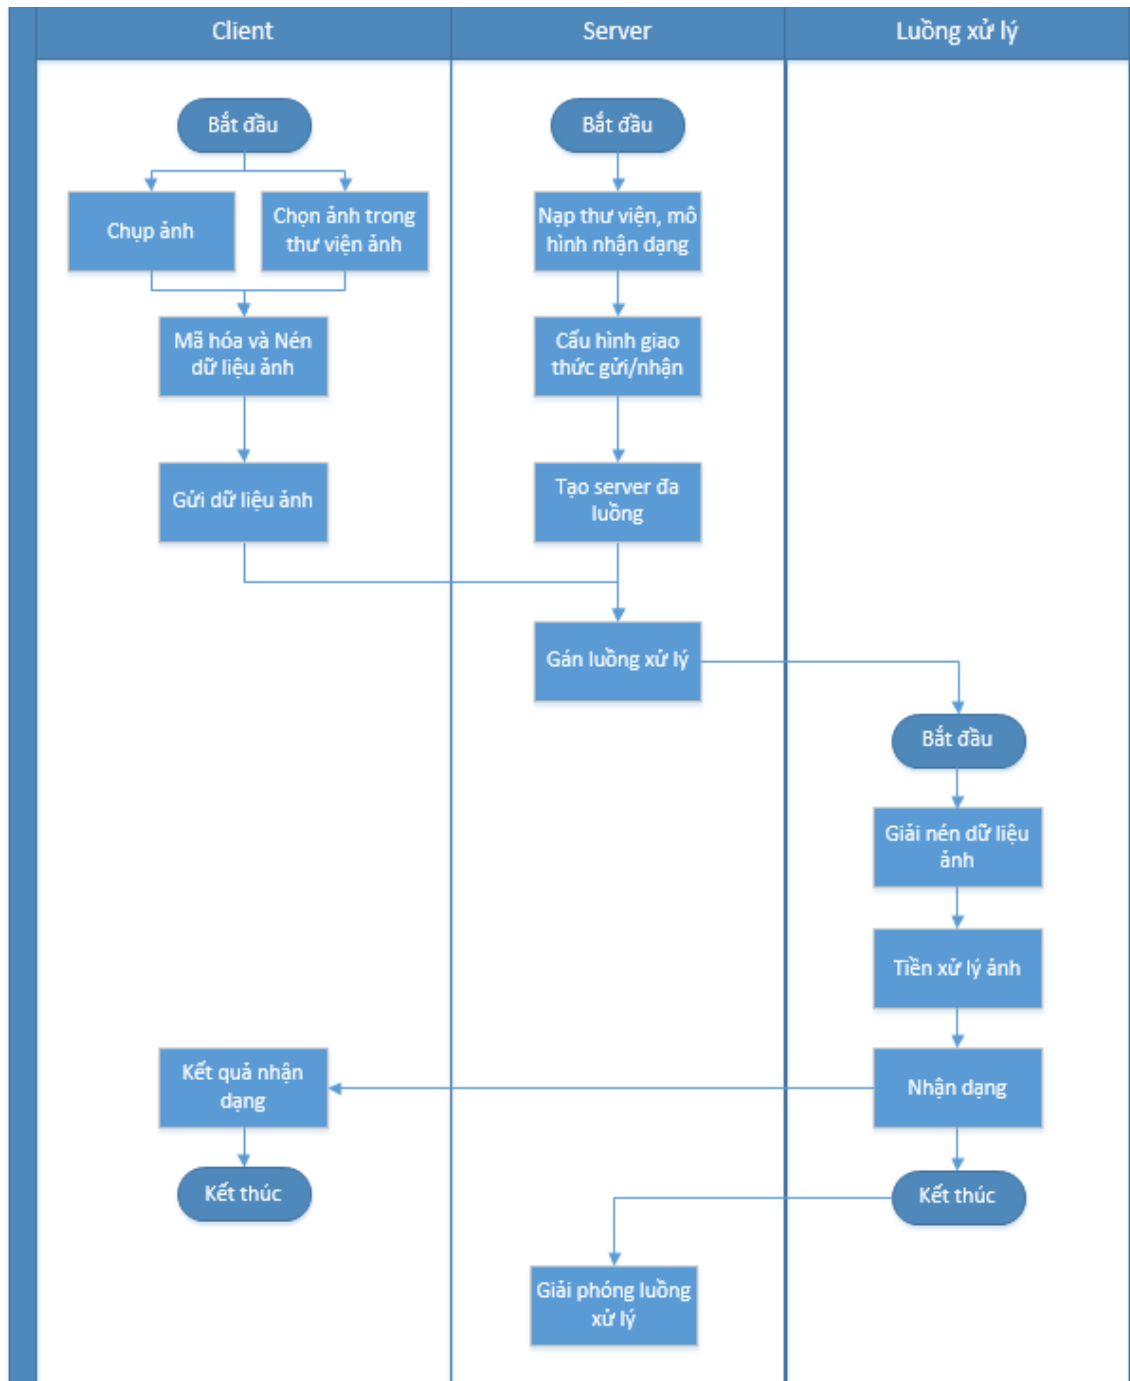 Client
Server
Luồng xử lý
Bắt đầu
Bắt đầu
Chụp ảnh
Chọn ảnh trong
thư viện ảnh
Nạp thư viện, mô
hình nhận dạng
Mã hóa và Nén
dữ liệu ảnh
Cấu hình giao
thức gửi/nhận
Gửi dữ liệu ảnh
Tạo server đa
luồng
Gán luồng xử lý
Bắt đầu
Giải nén dữ liệu
ảnh
Tiền xử lý ảnh
Kết quả nhận
dạng
Nhận dạng
Kết thúc
Kết thúc
Giải phóng luồng
xử lý